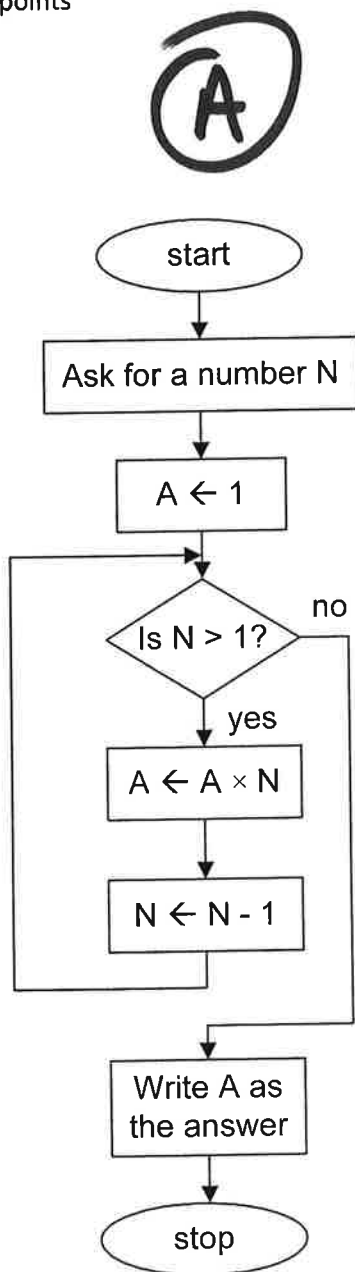 points
A
start
Ask for a number N
A ← 1
Is N > 1?
no
yes
A ← A × N
N ← N - 1
Write A as
the answer
stop